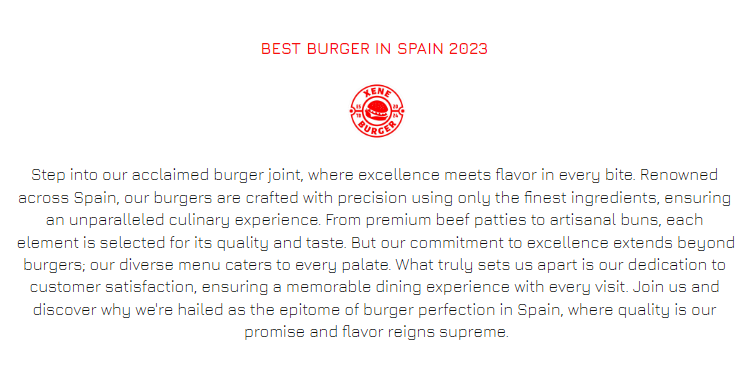 BEST BURGER IN SPAIN 2023
XENE
BURGER
Step into our acclaimed burger joint, where excellence meets flavor in every bite. Renowned
across Spain, our burgers are crafted with precision using only the finest ingredients, ensuring
an unparalleled culinary experience. From premium beef patties to artisanal buns, each
element is selected for its quality and taste. But our commitment to excellence extends beyond
burgers; our diverse menu caters to every palate. What truly sets us apart is our dedication to
customer satisfaction, ensuring a memorable dining experience with every visit. Join us and
discover why we're hailed as the epitome of burger perfection in Spain, where quality is our
promise and flavor reigns supreme.